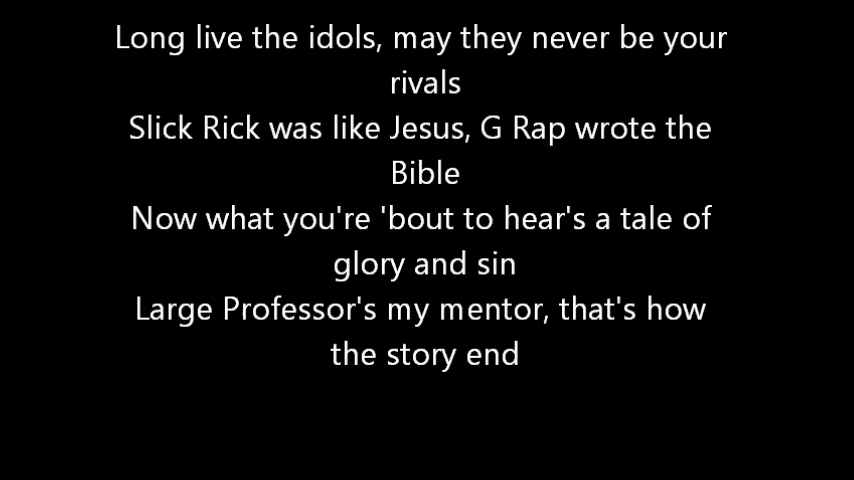 Long live the idols, may they never be your
rivals
Slick Rick was like Jesus, G Rap wrote the
Bible
Now what you're 'bout to hear's a tale of
glory and sin
Large Professor's my mentor, that's how
the story end